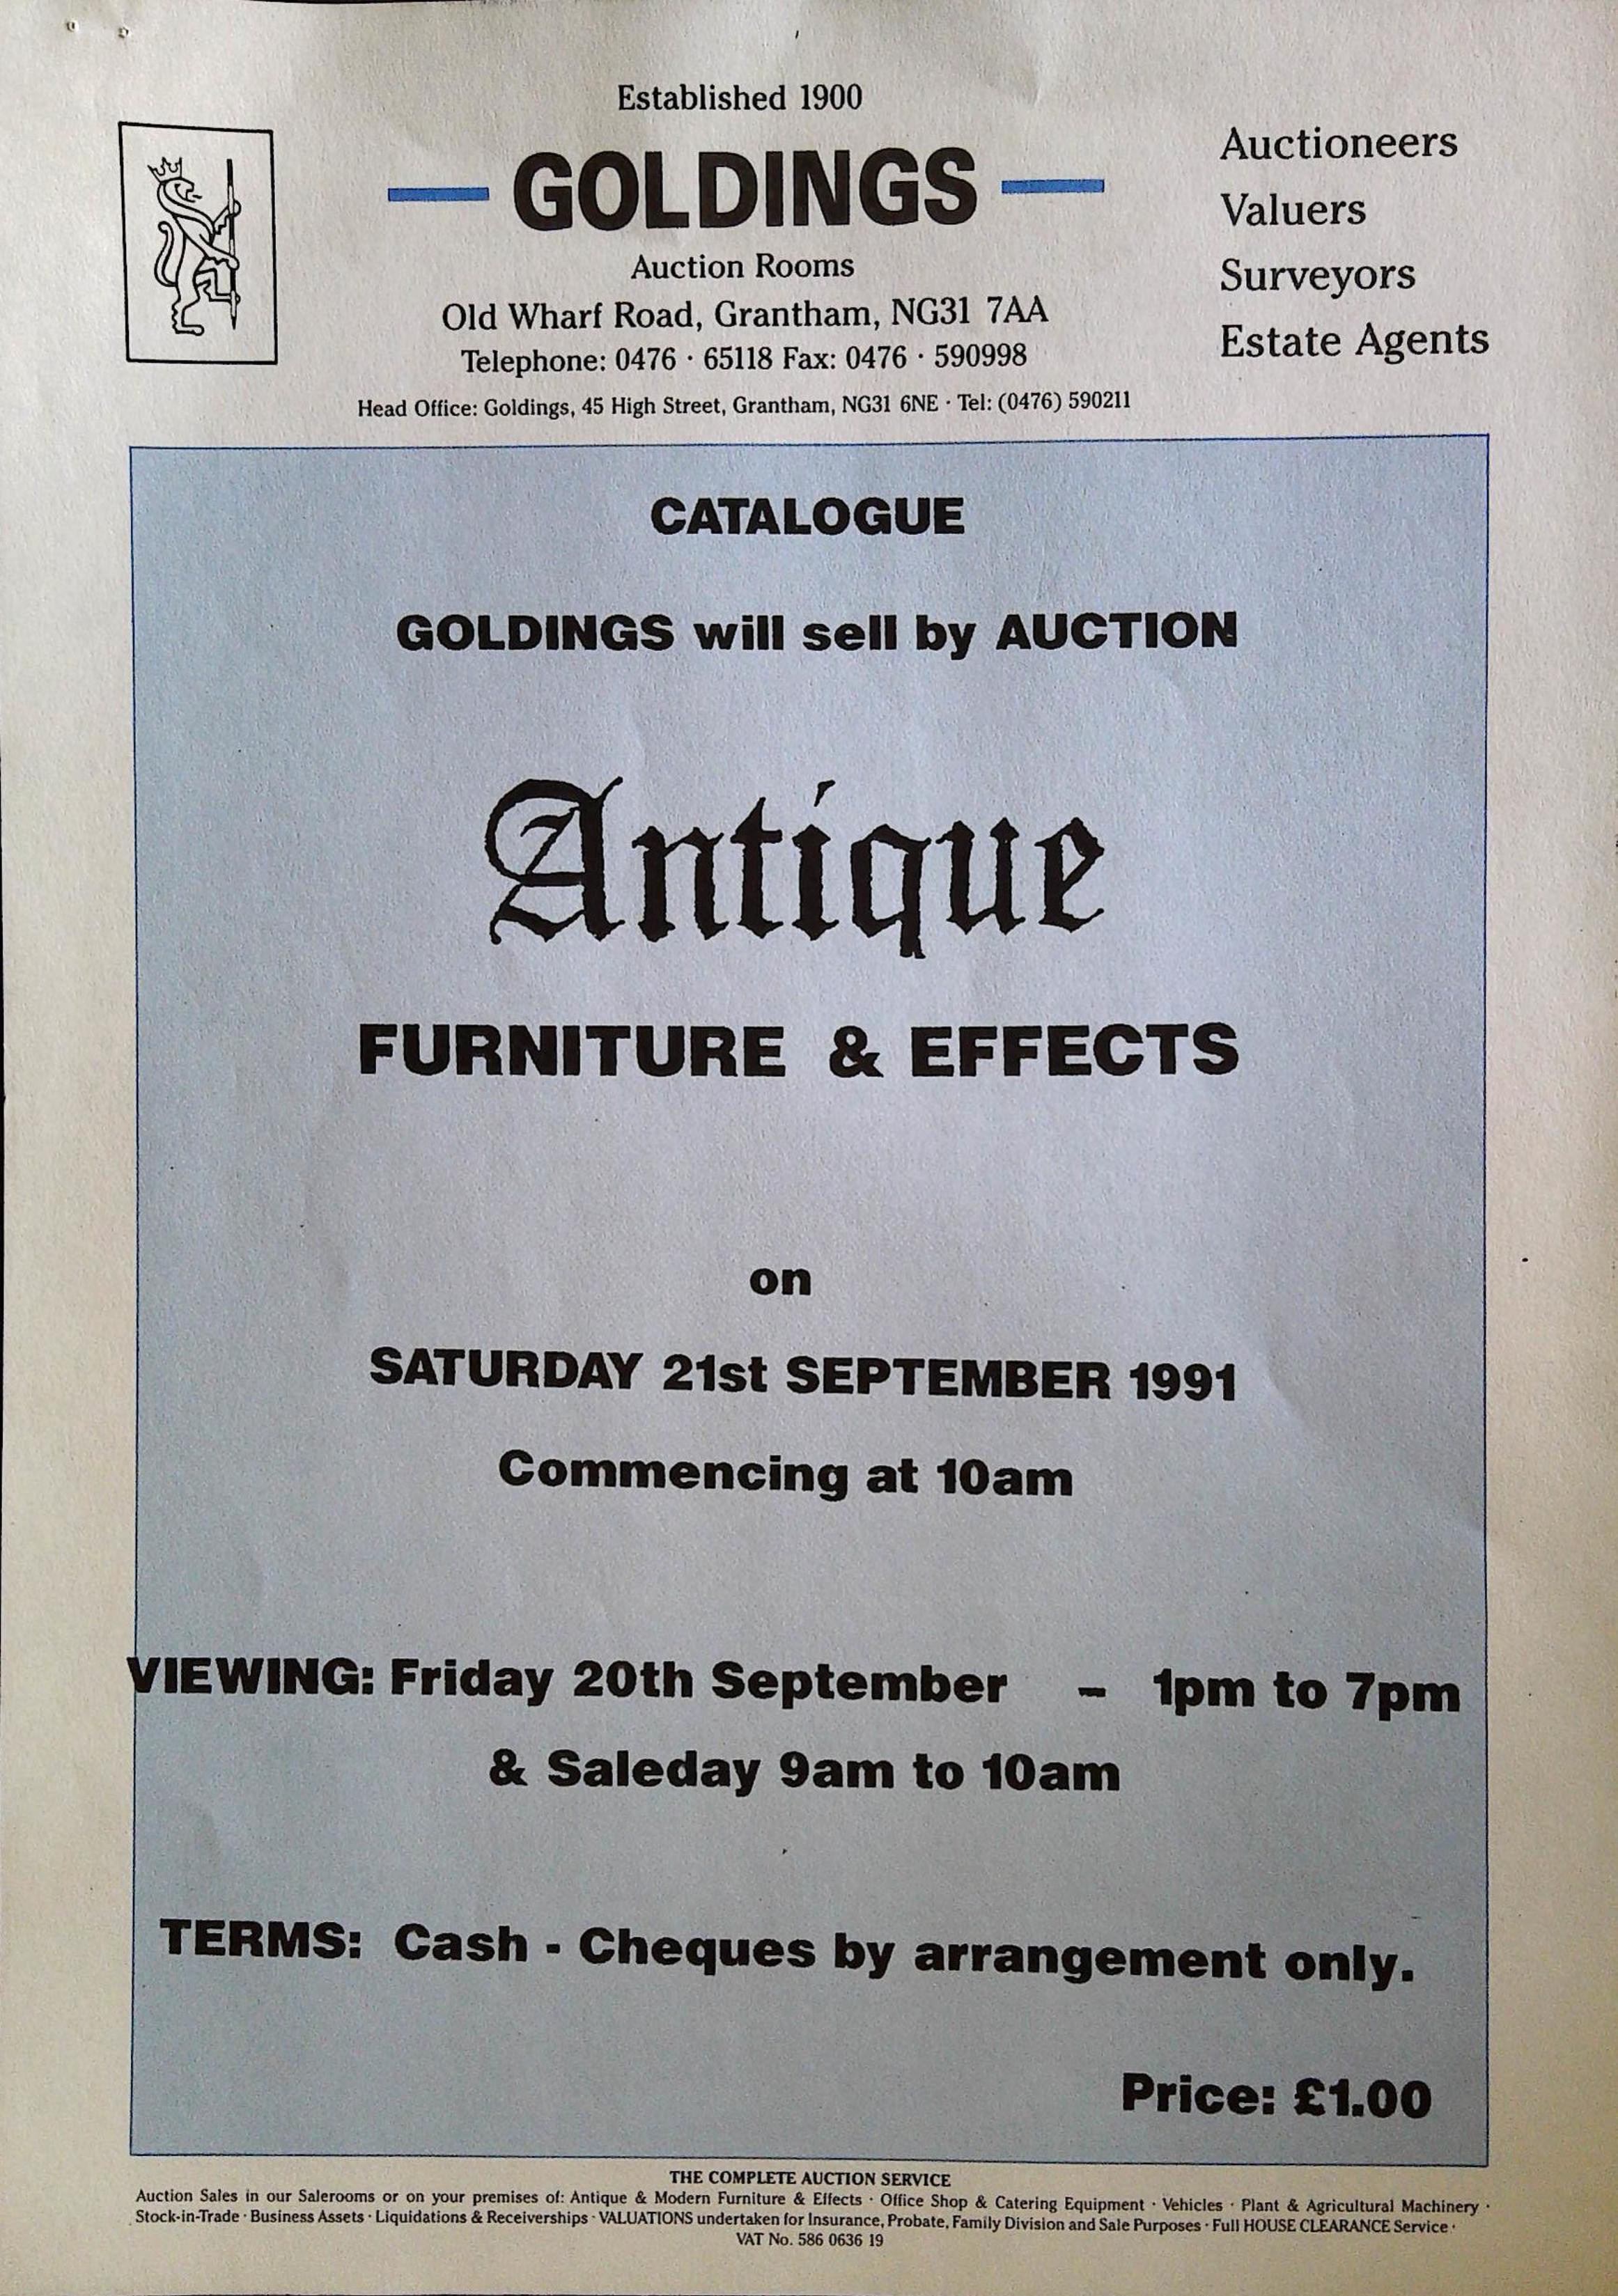 Established 1900
GOLDINGS
Auction Rooms
Old Wharf Road, Grantham, NG31 7AA
Telephone: 0476 · 65118 Fax: 0476 · 590998
Head Office: Goldings, 45 High Street, Grantham, NG31 6NE · Tel: (0476) 590211
Auctioneers
Valuers
Surveyors
Estate Agents
CATALOGUE
GOLDINGS will sell by AUCTION
Antique
FURNITURE & EFFECTS
on
SATURDAY 21st SEPTEMBER 1991
Commencing at 10am
VIEWING: Friday 20th September – 1pm to 7pm
& Saleday 9am to 10am
TERMS: Cash - Cheques by arrangement only.
Price: £1.00
THE COMPLETE AUCTION SERVICE
Auction Sales in our Salerooms or on your premises of: Antique & Modern Furniture & Effects · Office Shop & Catering Equipment · Vehicles · Plant & Agricultural Machinery ·
Stock-in-Trade · Business Assets · Liquidations & Receiverships · VALUATIONS undertaken for Insurance, Probate, Family Division and Sale Purposes · Full HOUSE CLEARANCE Service ·
VAT No. 586 0636 19